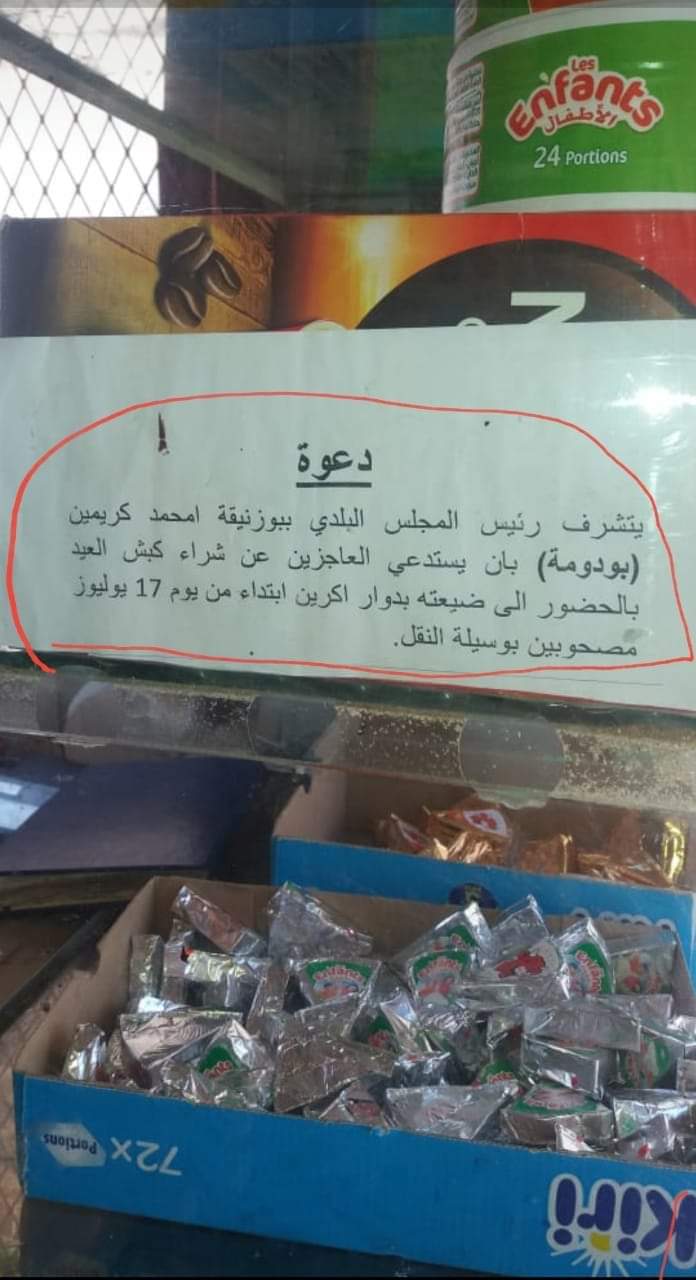 Les
Enfants
الأطفال
24 Portions
دعوة
يتشرف رئيس المجلس البلدي ببوزنيقة امحمد كريمين
(بودومة) بان يستدعي العاجزين عن شراء كبش العيد
بالحضور الى ضيعته بدوار اكرين ابتداء من يوم 17 يوليوز
مصحوبين بوسيلة النقل.
enfants
72x Portions
Kiri